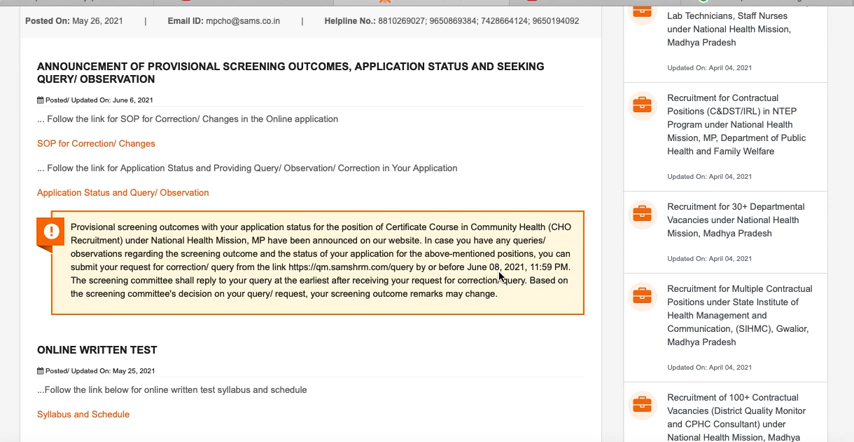 Posted On: May 26, 2021 | Email ID: mpcho@sams.co.in | Helpline No.: 8810269027; 9650869384; 7428664124; 9650194092
ANNOUNCEMENT OF PROVISIONAL SCREENING OUTCOMES, APPLICATION STATUS AND SEEKING
QUERY/ OBSERVATION
Posted/ Updated On: June 6, 2021
... Follow the link for SOP for Correction/ Changes in the Online application
SOP for Correction/ Changes
... Follow the link for Application Status and Providing Query/ Observation/ Correction in Your Application
Application Status and Query/ Observation
Provisional screening outcomes with your application status for the position of Certificate Course in Community Health (CHO
Recruitment) under National Health Mission, MP have been announced on our website. In case you have any queries/
observations regarding the screening outcome and the status of your application for the above-mentioned positions, you can
submit your request for correction/ query from the link https://qm.samshrm.com/query by or before June 08, 2021, 11:59 PM.
The screening committee shall reply to your query at the earliest after receiving your request for correction/query. Based on
the screening committee's decision on your query/ request, your screening outcome remarks may change.
ONLINE WRITTEN TEST
Posted/ Updated On: May 25, 2021
...Follow the link below for online written test syllabus and schedule
Syllabus and Schedule
Lab Technicians, Staff Nurses
under National Health Mission,
Madhya Pradesh
Updated On: April 04, 2021
Recruitment for Contractual
Positions (C&DST/IRL) in NTEP
Program under National Health
Mission, MP, Department of Public
Health and Family Welfare
Updated On: April 04, 2021
Recruitment for 30+ Departmental
Vacancies under National Health
Mission, Madhya Pradesh
Updated On: April 04, 2021
Recruitment for Multiple Contractual
Positions under State Institute of
Health Management and
Communication, (SIHMC), Gwalior,
Madhya Pradesh
Updated On: April 04, 2021
Recruitment of 100+ Contractual
Vacancies (District Quality Monitor
and CPHC Consultant) under
National Health Mission, Madhya